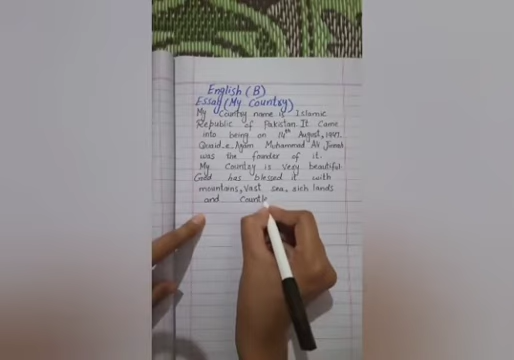 English (B)
Essay (My Country)
My Country name is Islamic
Republic of Pakistan. It came
into being on 14th August, 1947.
Quaid-e-Azam Muhammad Ali Jinnah
was the founder of it.
My Country is very beautiful.
God has blessed it with
mountains, vast sea, rich lands
and Countle